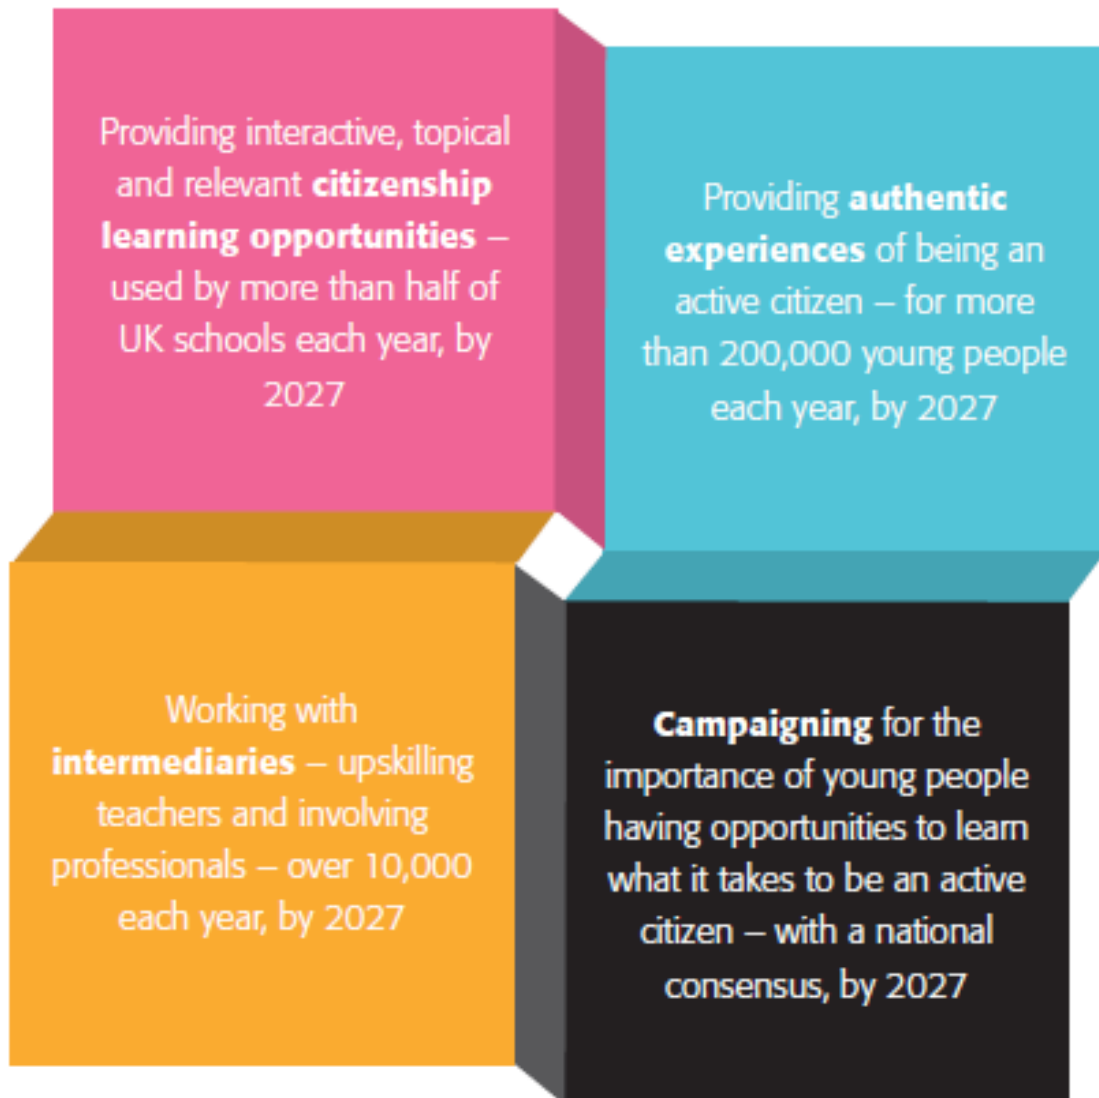 Providing interactive, topical
and relevant citizenship
learning opportunities –
used by more than half of
UK schools each year, by
2027
Providing authentic
experiences of being an
active citizen – for more
than 200,000 young people
each year, by 2027
Working with
intermediaries – upskilling
teachers and involving
professionals – over 10,000
each year, by 2027
Campaigning for the
importance of young people
having opportunities to learn
what it takes to be an active
citizen – with a national
consensus, by 2027